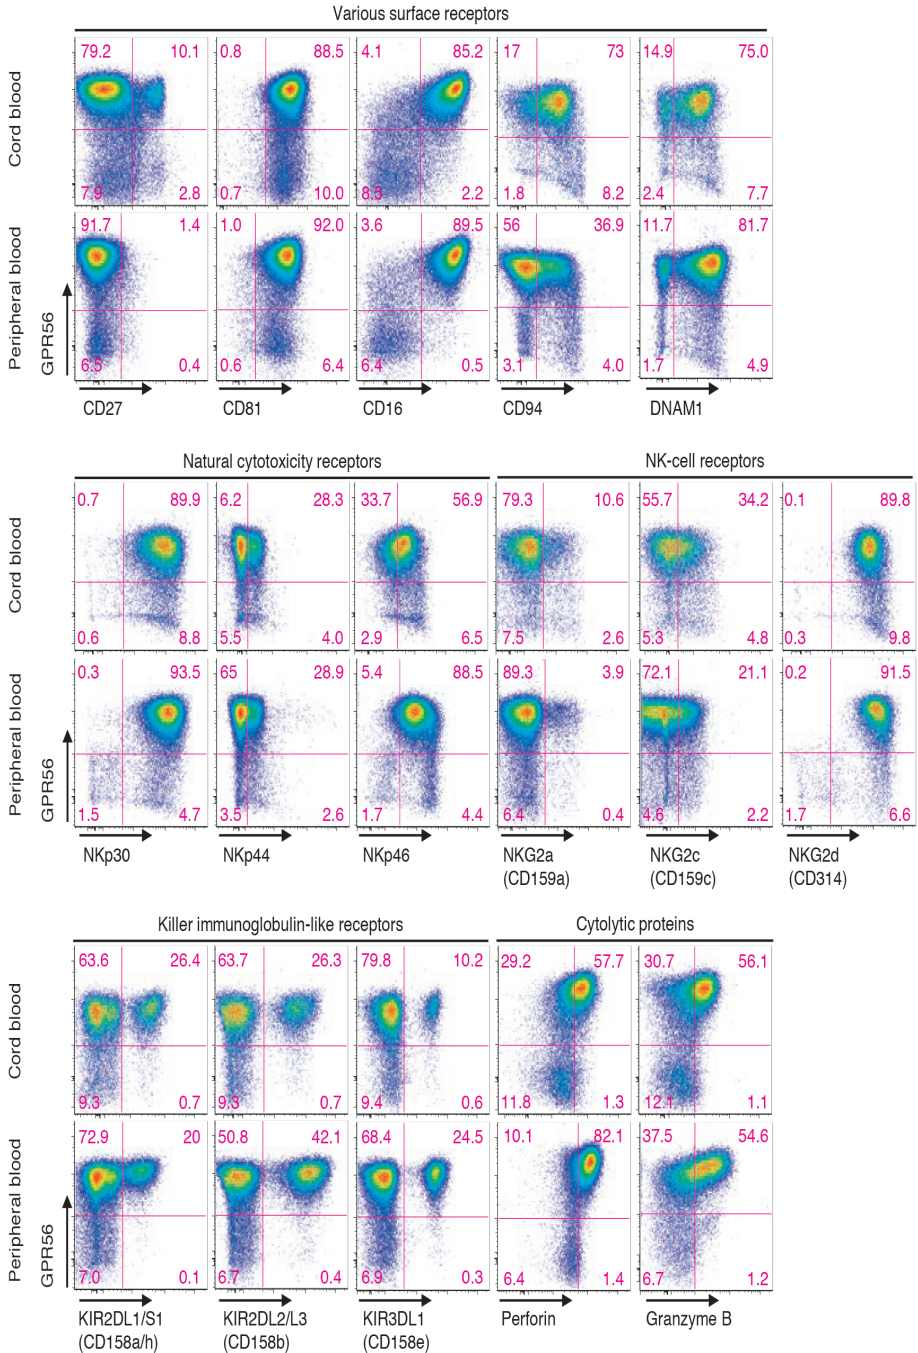 Various surface receptors
Cord blood
79.2 10.1 0.8 88.5 4.1 85.2 17 73 14.9 75.0
7.9 2.8 0.7 10.0 8.5 2.2 1.8 8.2 2.4 7.7
Peripheral blood
GPR56
91.7 1.4 1.0 92.0 3.6 89.5 56 36.9 11.7 81.7
6.5 0.4 0.6 6.4 6.4 0.5 3.1 4.0 1.7 4.9
CD27 CD81 CD16 CD94 DNAM1
Natural cytotoxicity receptors NK-cell receptors
Cord blood
0.7 89.9 6.2 28.3 33.7 56.9 79.3 10.6 55.7 34.2 0.1 89.8
0.6 8.8 5.5 4.0 2.9 6.5 7.5 2.6 5.3 4.8 0.3 9.8
Peripheral blood
GPR56
0.3 93.5 65 28.9 5.4 88.5 89.3 3.9 72.1 21.1 0.2 91.5
1.5 4.7 3.5 2.6 1.7 4.4 6.4 0.4 4.6 2.2 1.7 6.6
NKp30 NKp44 NKp46 NKG2a NKG2c NKG2d
(CD159a) (CD159c) (CD314)
Killer immunoglobulin-like receptors Cytolytic proteins
Cord blood
63.6 26.4 63.7 26.3 79.8 10.2 29.2 57.7 30.7 56.1
9.3 0.7 9.3 0.7 9.4 0.6 11.8 1.3 12.1 1.1
Peripheral blood
GPR56
72.9 20 50.8 42.1 68.4 24.5 10.1 82.1 37.5 54.6
7.0 0.1 6.7 0.4 6.9 0.3 6.4 1.4 6.7 1.2
KIR2DL1/S1 KIR2DL2/L3 KIR3DL1 Perforin Granzyme B
(CD158a/h) (CD158b) (CD158e)